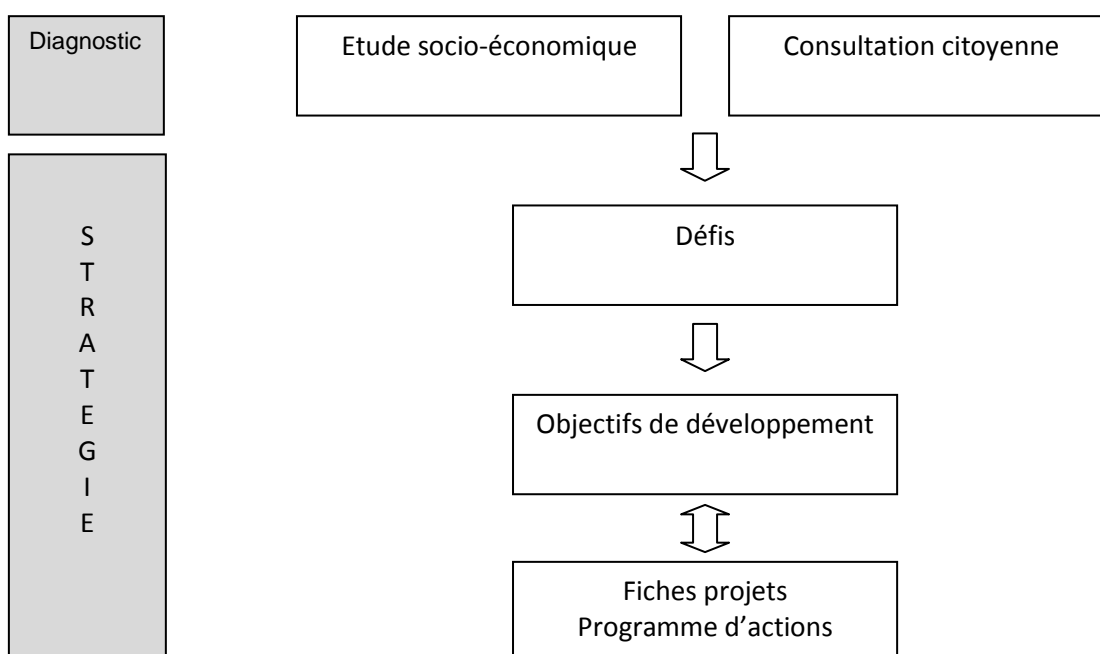 Diagnostic
Etude socio-économique
Consultation citoyenne
S
T
R
A
T
E
G
I
E
Défis
Objectifs de développement
Fiches projets
Programme d’actions